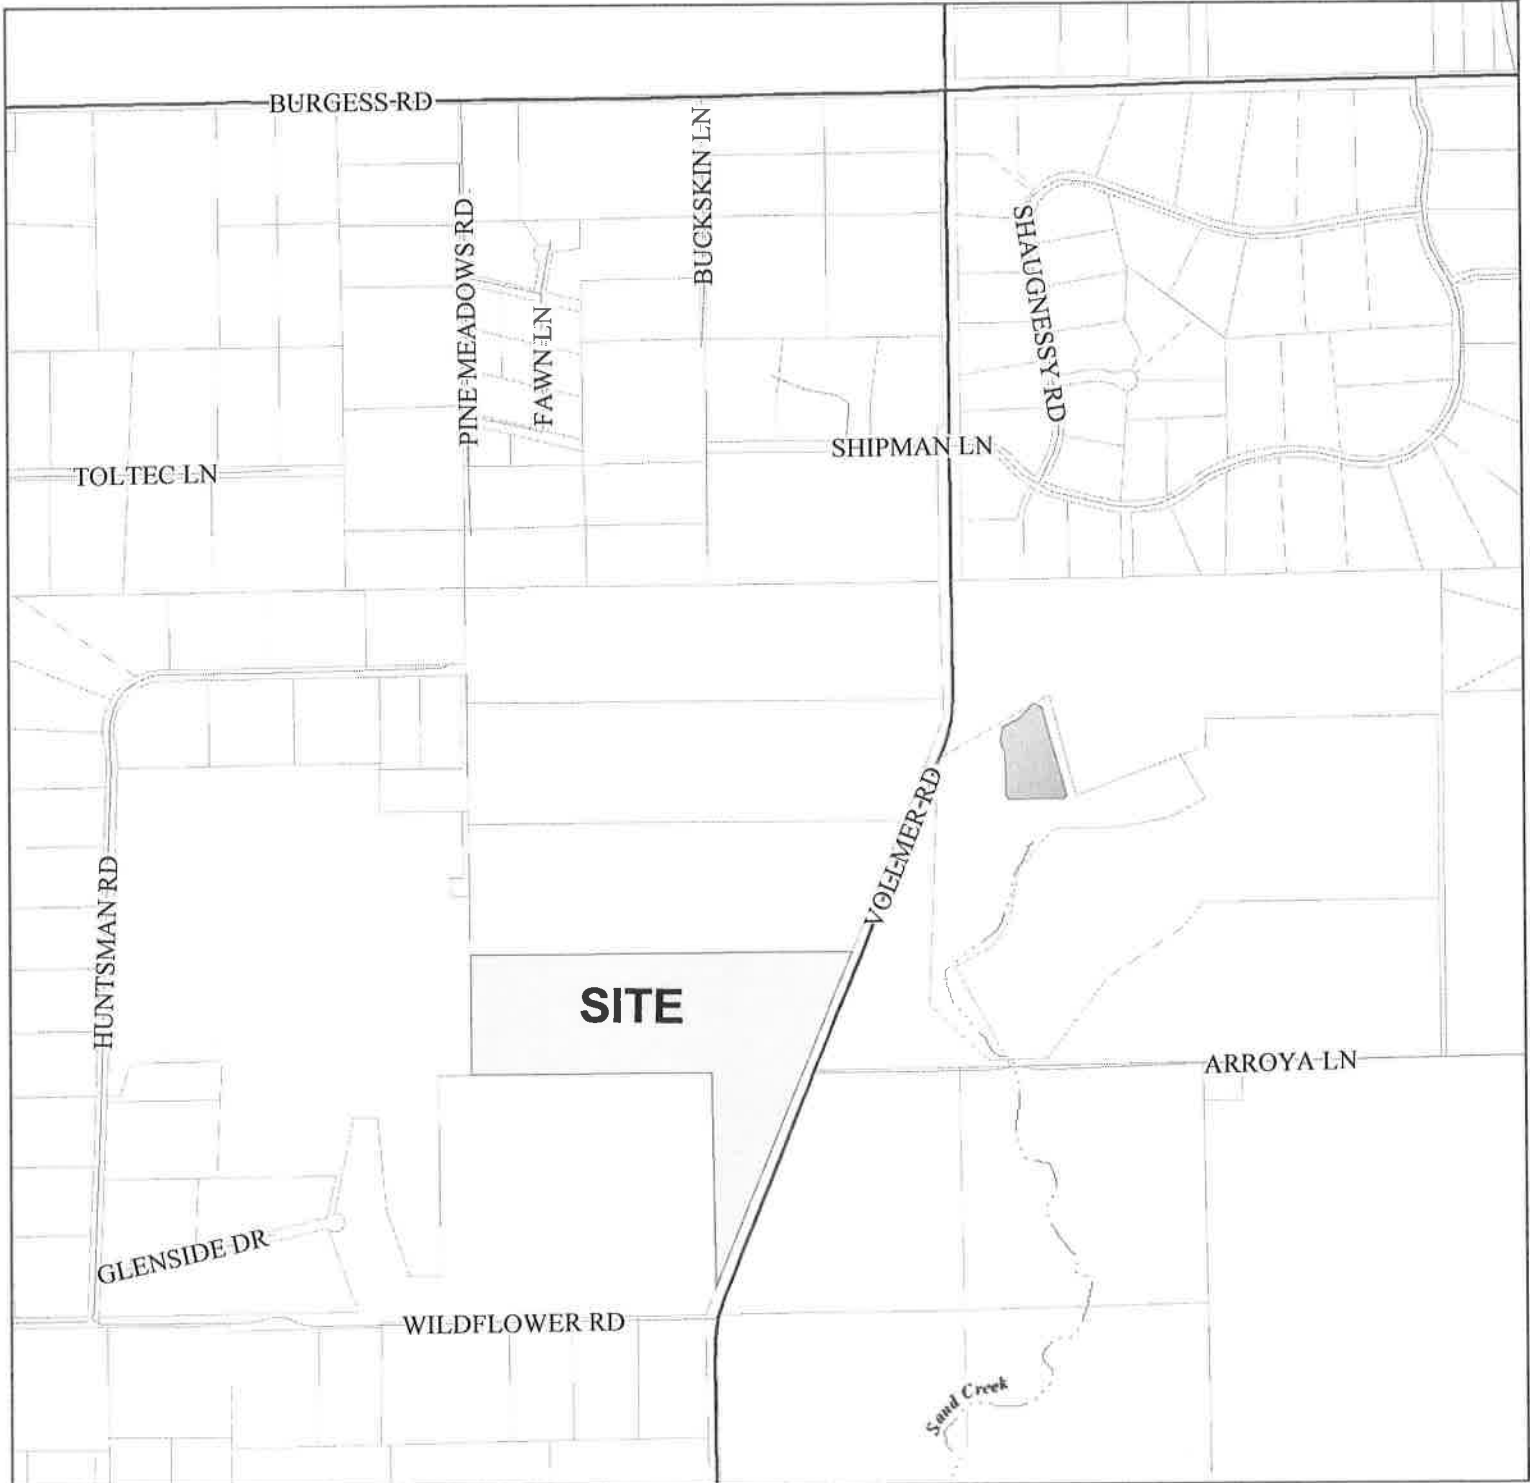 BURGESS RD
BUCKSKIN LN
PINE MEADOWS RD
SHAUGNESSY RD
FAWN LN
SHIPMAN LN
TOLTEC LN
VOLLMER RD
HUNTSMAN RD
SITE
ARROYA LN
GLENSIDE DR
WILDFLOWER RD
Sand Creek